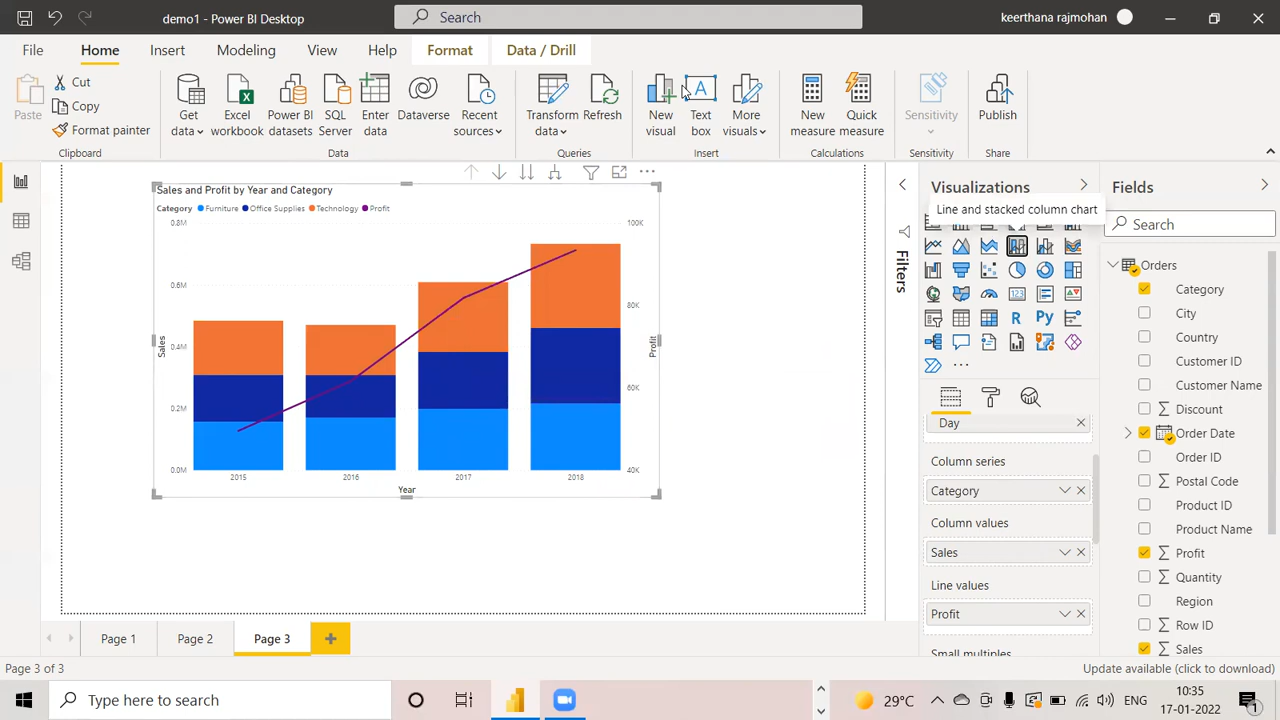 demo1 - Power BI Desktop
Search
keerthana rajmohan
File
Home
Insert
Modeling
View
Help
Format
Data / Drill
Paste
Cut
Copy
Format painter
Clipboard
Get data
Excel workbook
Power BI datasets
SQL Server
Enter data
Dataverse
Recent sources
Data
Transform data
Refresh
Queries
New visual
Text box
More visuals
Insert
New measure
Quick measure
Calculations
Sensitivity
Sensitivity
Publish
Share
Sales and Profit by Year and Category
Category Furniture Office Supplies Technology Profit
0.8M
0.6M
0.4M
0.2M
0.0M
Sales
100K
80K
60K
40K
Profit
2015 2016 2017 2018
Year
Filters
Visualizations
Line and stacked column chart
R
Py
123
Day
Column series
Category
Column values
Sales
Line values
Profit
Small multiples
Fields
Search
Orders
Category
City
Country
Customer ID
Customer Name
Discount
Order Date
Order ID
Postal Code
Product ID
Product Name
Profit
Quantity
Region
Row ID
Sales
Page 1
Page 2
Page 3
Page 3 of 3
Update available (click to download)
Type here to search
29°C
ENG
10:35
17-01-2022